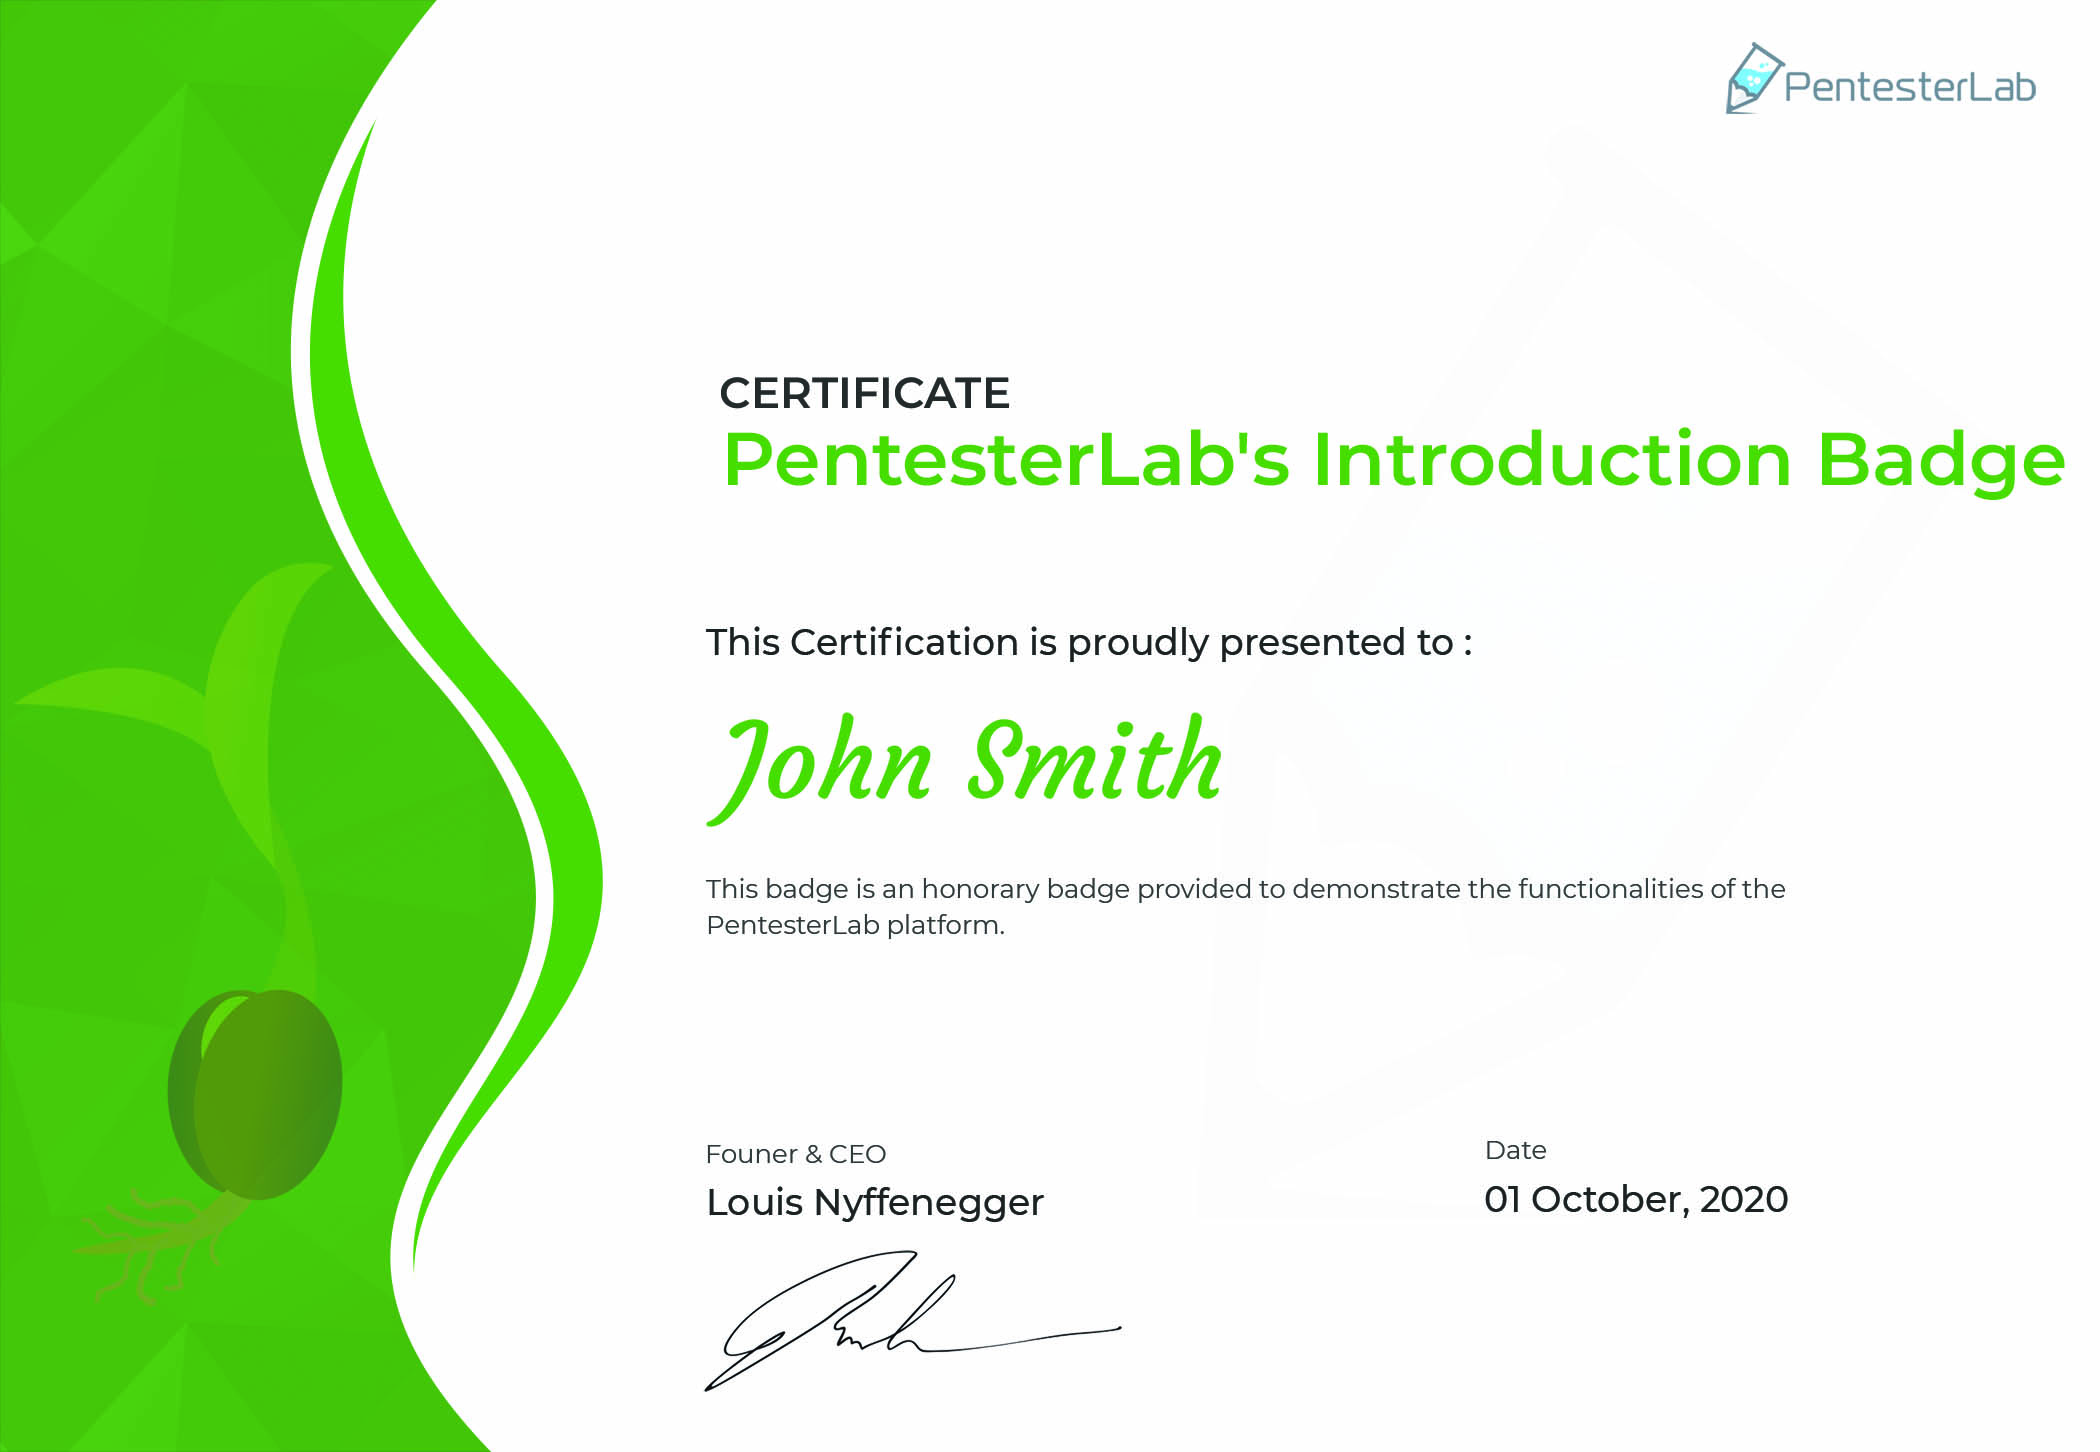 PentesterLab
CERTIFICATE
PentesterLab's Introduction Badge
This Certification is proudly presented to :
John Smith
This badge is an honorary badge provided to demonstrate the functionalities of the
PentesterLab platform.
Founer & CEO
Louis Nyffenegger
Date
01 October, 2020